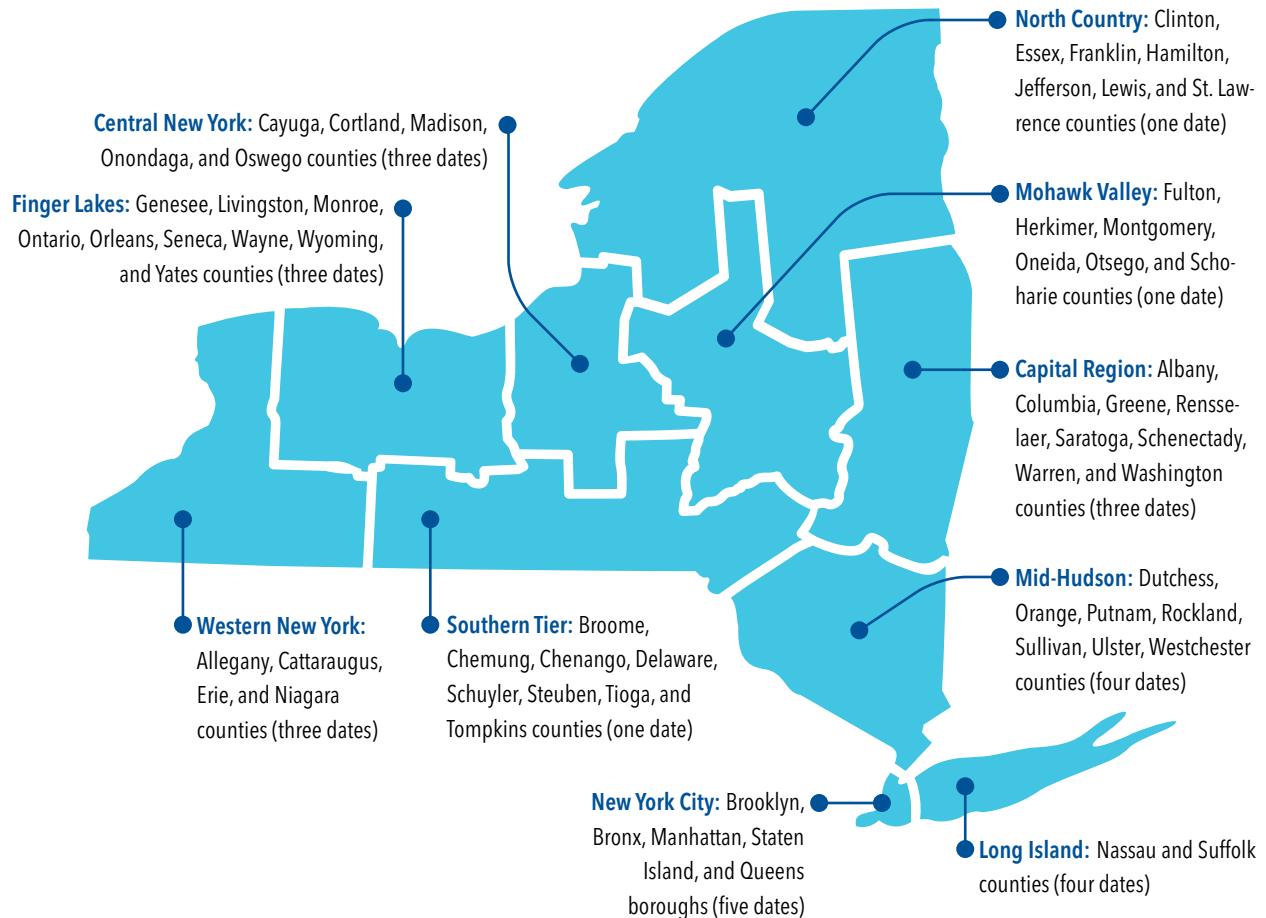 North Country: Clinton,
Essex, Franklin, Hamilton,
Jefferson, Lewis, and St. Law-
rence counties (one date)
Central New York: Cayuga, Cortland, Madison,
Onondaga, and Oswego counties (three dates)
Finger Lakes: Genesee, Livingston, Monroe,
Ontario, Orleans, Seneca, Wayne, Wyoming,
and Yates counties (three dates)
Mohawk Valley: Fulton,
Herkimer, Montgomery,
Oneida, Otsego, and Scho-
harie counties (one date)
Capital Region: Albany,
Columbia, Greene, Rensse-
laer, Saratoga, Schenectady,
Warren, and Washington
counties (three dates)
Mid-Hudson: Dutchess,
Orange, Putnam, Rockland,
Sullivan, Ulster, Westchester
counties (four dates)
Western New York:
Allegany, Cattaraugus,
Erie, and Niagara
counties (three dates)
Southern Tier: Broome,
Chemung, Chenango, Delaware,
Schuyler, Steuben, Tioga, and
Tompkins counties (one date)
New York City: Brooklyn,
Bronx, Manhattan, Staten
Island, and Queens
boroughs (five dates)
Long Island: Nassau and Suffolk
counties (four dates)